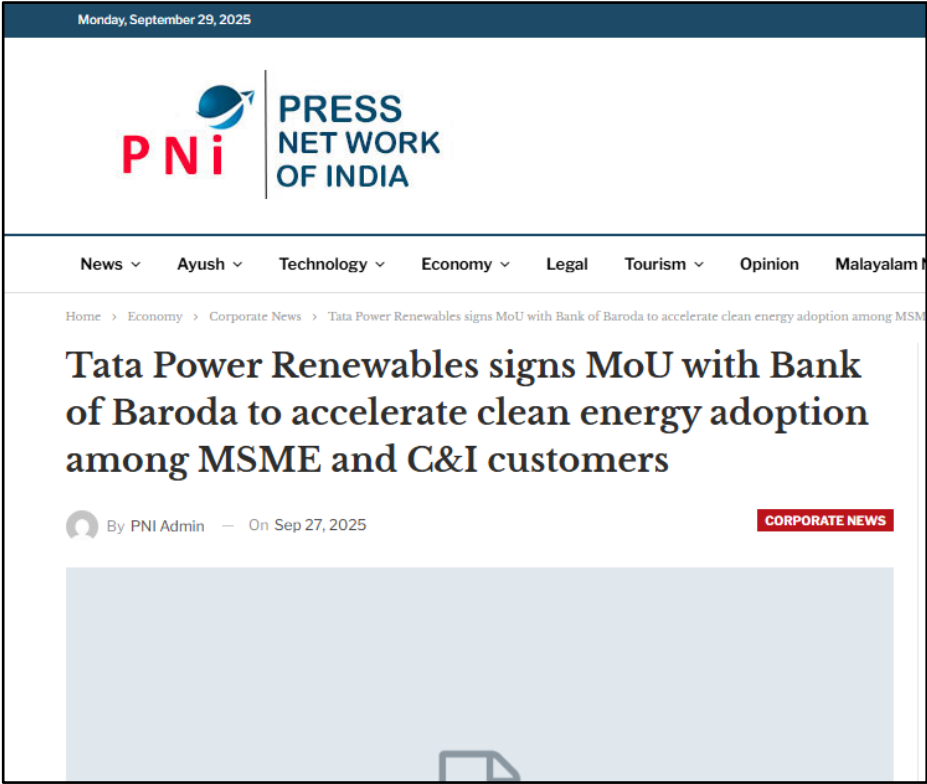 Monday, September 29, 2025
PNi
PRESS
NET WORK
OF INDIA
News Ayush Technology Economy Legal Tourism Opinion Malayalam
Home > Economy > Corporate News > Tata Power Renewables signs MoU with Bank of Baroda to accelerate clean energy adoption among MSM
Tata Power Renewables signs MoU with Bank
of Baroda to accelerate clean energy adoption
among MSME and C&I customers
By PNI Admin — On Sep 27, 2025
CORPORATE NEWS